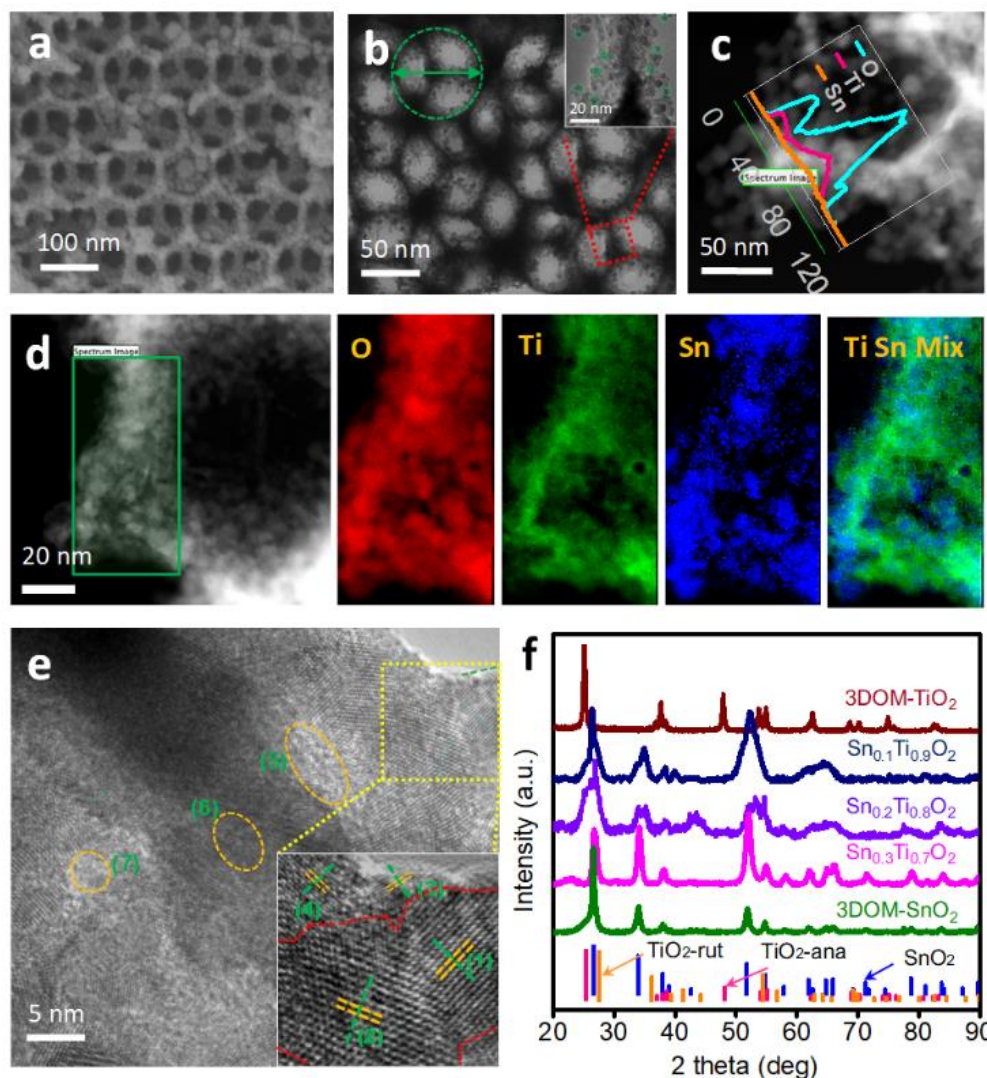 a
100 nm
b
20 nm
50 nm
c
O
Ti
Sn
0
40
80
120
Spectrum Image
50 nm
d
Spectrum Image
20 nm
O
Ti
Sn
Ti Sn Mix
e
(5)
(6)
(7)
(4)
5 nm
f
Intensity (a.u.)
3DOM-TiO₂
Sn₀.₁Ti₀.₉O₂
Sn₀.₂Ti₀.₈O₂
Sn₀.₃Ti₀.₇O₂
3DOM-SnO₂
TiO₂-rut
TiO₂-ana
SnO₂
20 30 40 50 60 70 80 90
2 theta (deg)